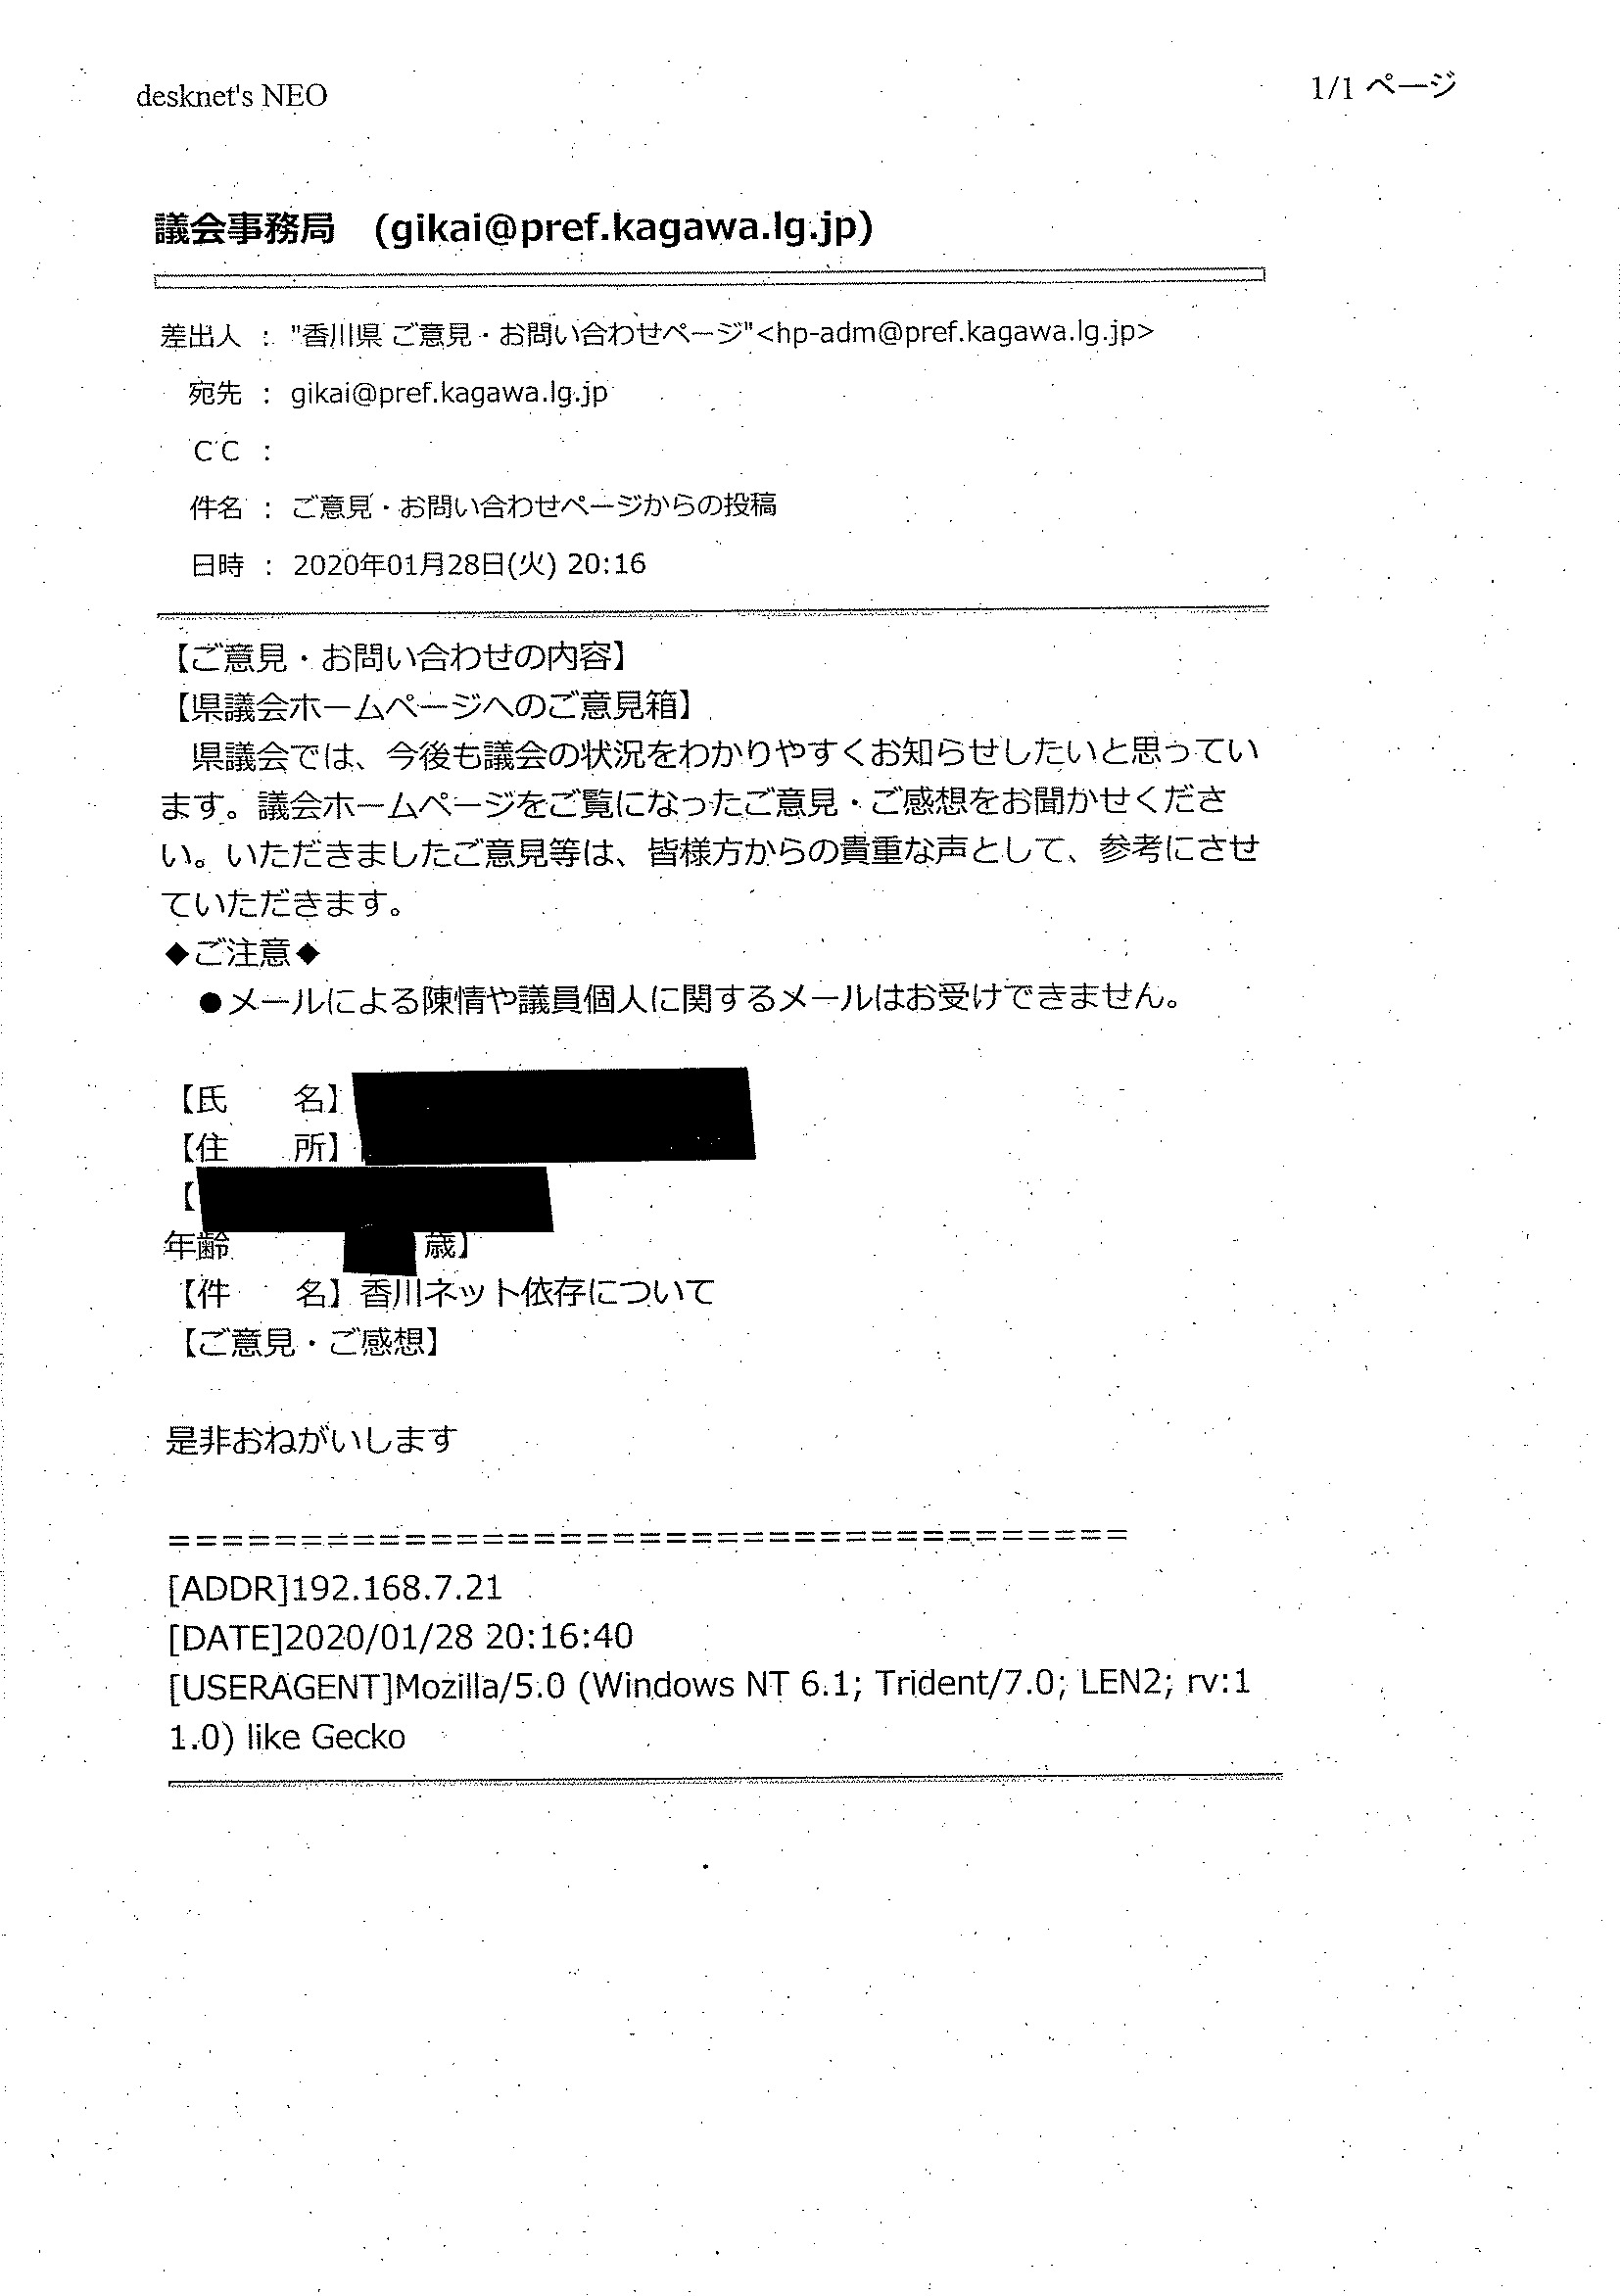 desknet's NEO
1/1 ページ
議会事務局　(gikai@pref.kagawa.lg.jp)
差出人 ： "香川県 ご意見・お問い合わせページ"<hp-adm@pref.kagawa.lg.jp>
宛先 ： gikai@pref.kagawa.lg.jp
ＣＣ ：
件名 ： ご意見・お問い合わせページからの投稿
日時 ： 2020年01月28日(火) 20:16
【ご意見・お問い合わせの内容】
【県議会ホームページへのご意見箱】
　県議会では、今後も議会の状況をわかりやすくお知らせしたいと思ってい
ます。議会ホームページをご覧になったご意見・ご感想をお聞かせくださ
い。いただきましたご意見等は、皆様方からの貴重な声として、参考にさせ
ていただきます。
◆ご注意◆
　●メールによる陳情や議員個人に関するメールはお受けできません。
【氏　　名】
【住　　所】
【
年齢　　　　歳】
【件　　名】香川ネット依存について
【ご意見・ご感想】
是非おねがいします
=====================================
[ADDR]192.168.7.21
[DATE]2020/01/28 20:16:40
[USERAGENT]Mozilla/5.0 (Windows NT 6.1; Trident/7.0; LEN2; rv:1
1.0) like Gecko